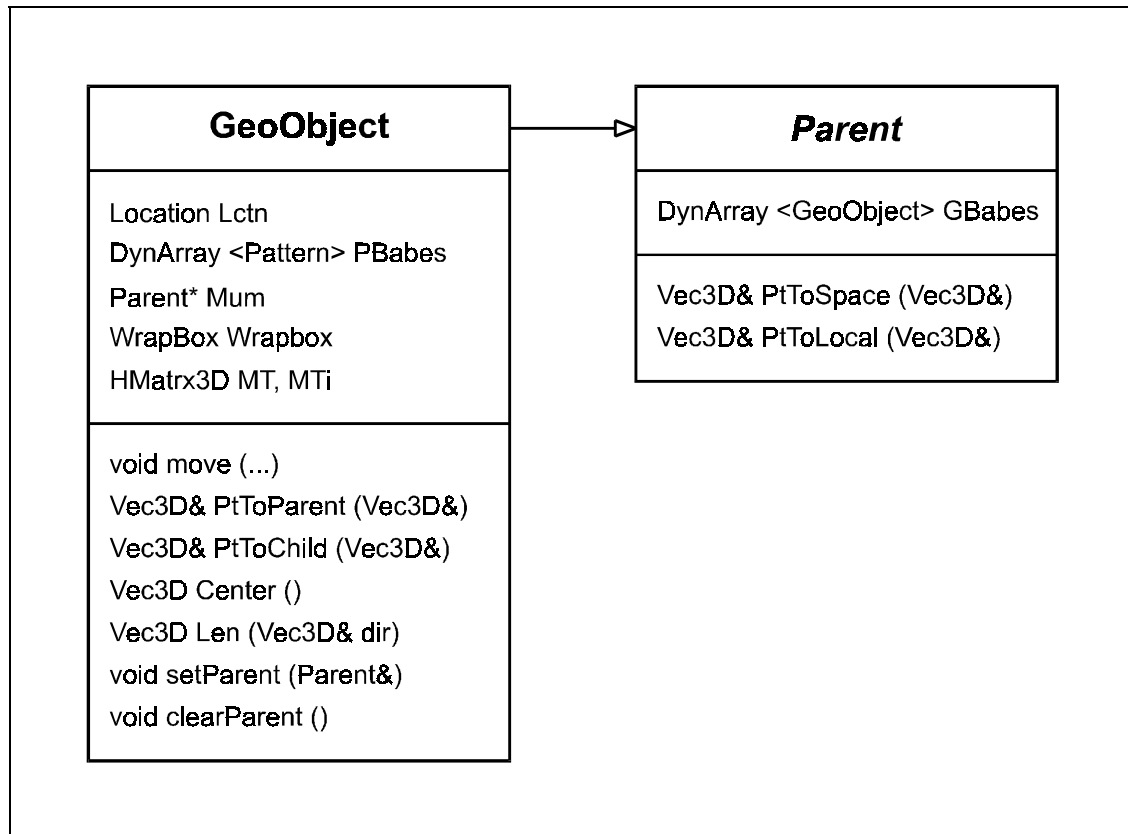 GeoObject
Location Lctn
DynArray <Pattern> PBabes
Parent* Mum
WrapBox Wrapbox
HMatrx3D MT, MTi
void move (...)
Vec3D& PtToParent (Vec3D&)
Vec3D& PtToChild (Vec3D&)
Vec3D Center ()
Vec3D Len (Vec3D& dir)
void setParent (Parent&)
void clearParent ()
Parent
DynArray <GeoObject> GBabes
Vec3D& PtToSpace (Vec3D&)
Vec3D& PtToLocal (Vec3D&)